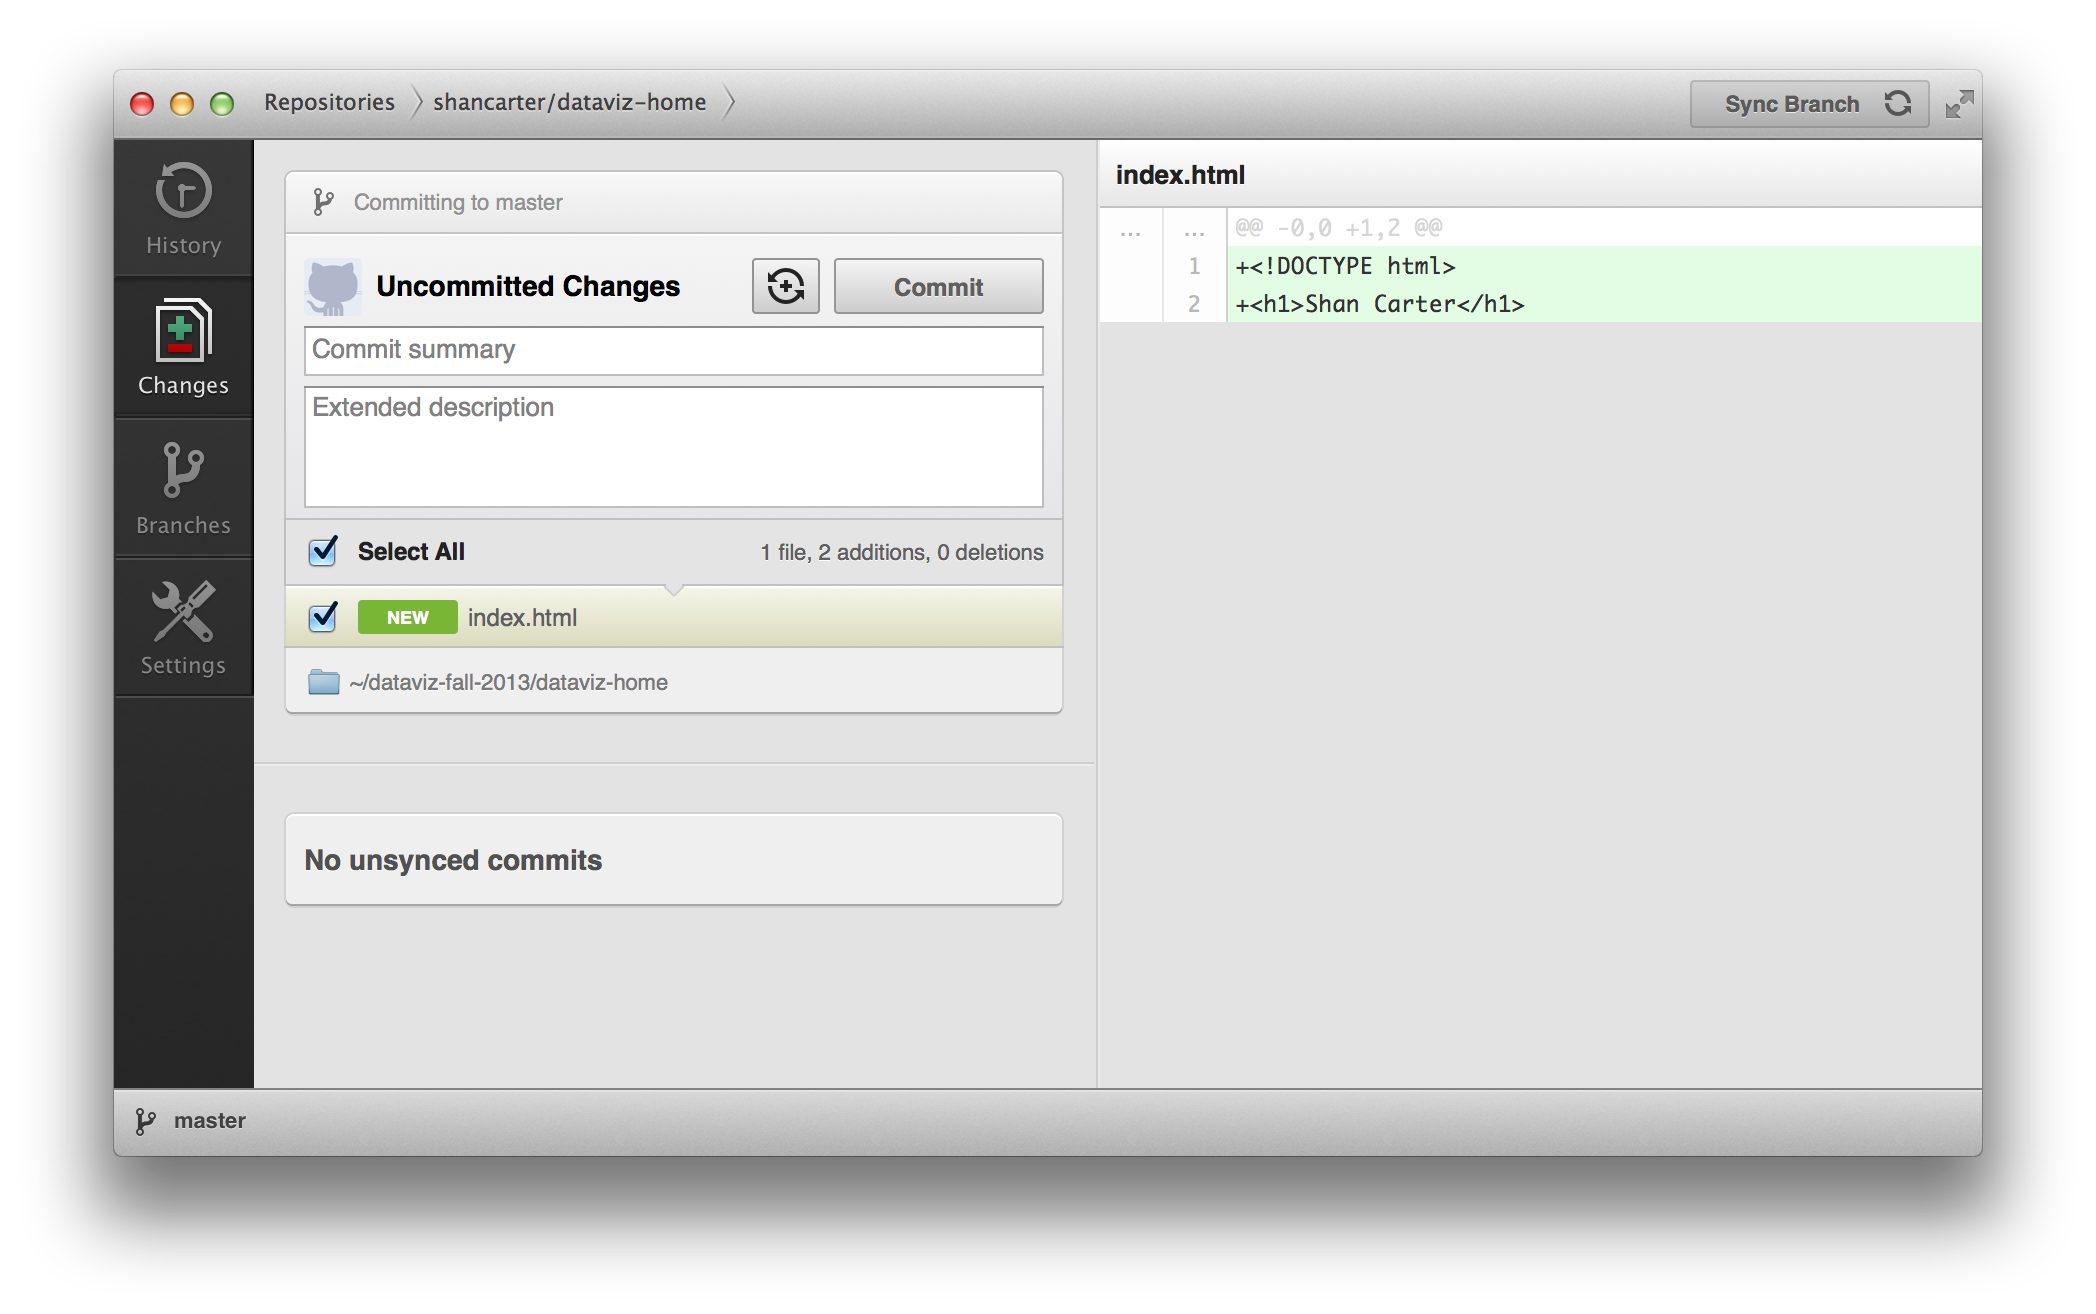 Repositories shancarter/dataviz-home
Sync Branch
History
Changes
Branches
Settings
Committing to master
Uncommitted Changes
Commit
Commit summary
Extended description
Select All 1 file, 2 additions, 0 deletions
NEW index.html
~/dataviz-fall-2013/dataviz-home
No unsynced commits
index.html
... ... @@ -0,0 +1,2 @@
1 +<!DOCTYPE html>
2 +<h1>Shan Carter</h1>
master